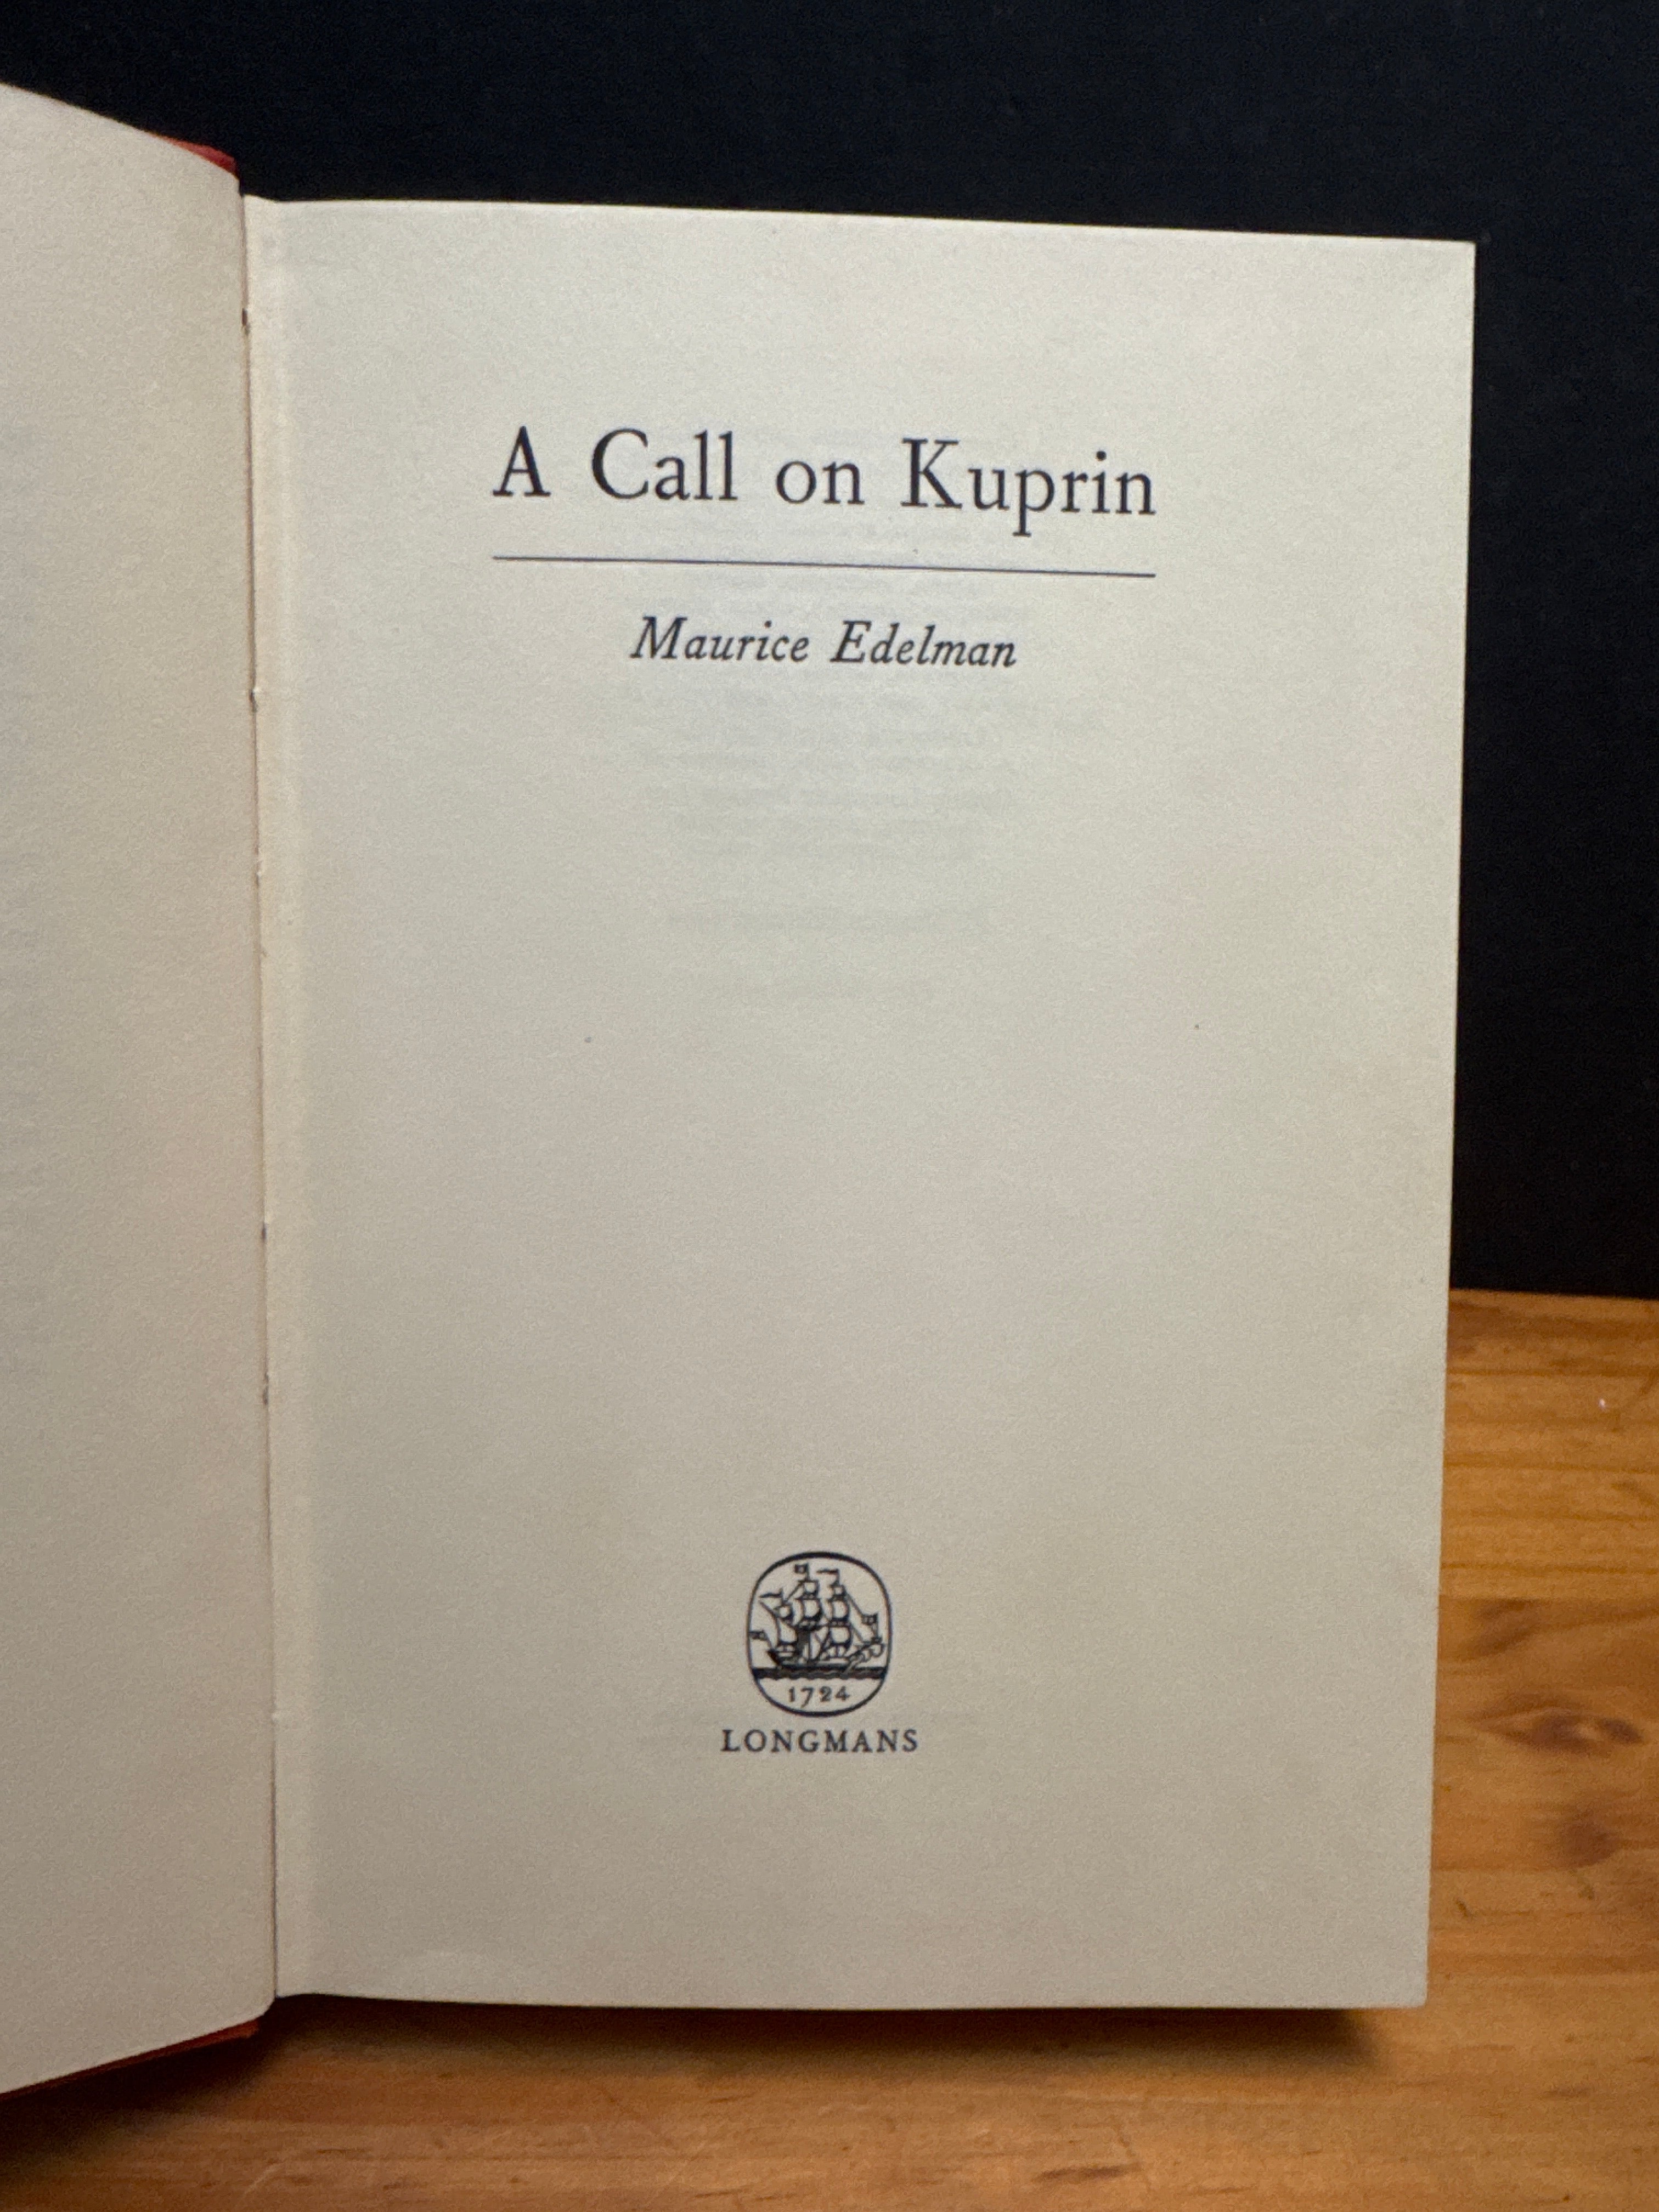 A Call on Kuprin
Maurice Edelman
1724
LONGMANS